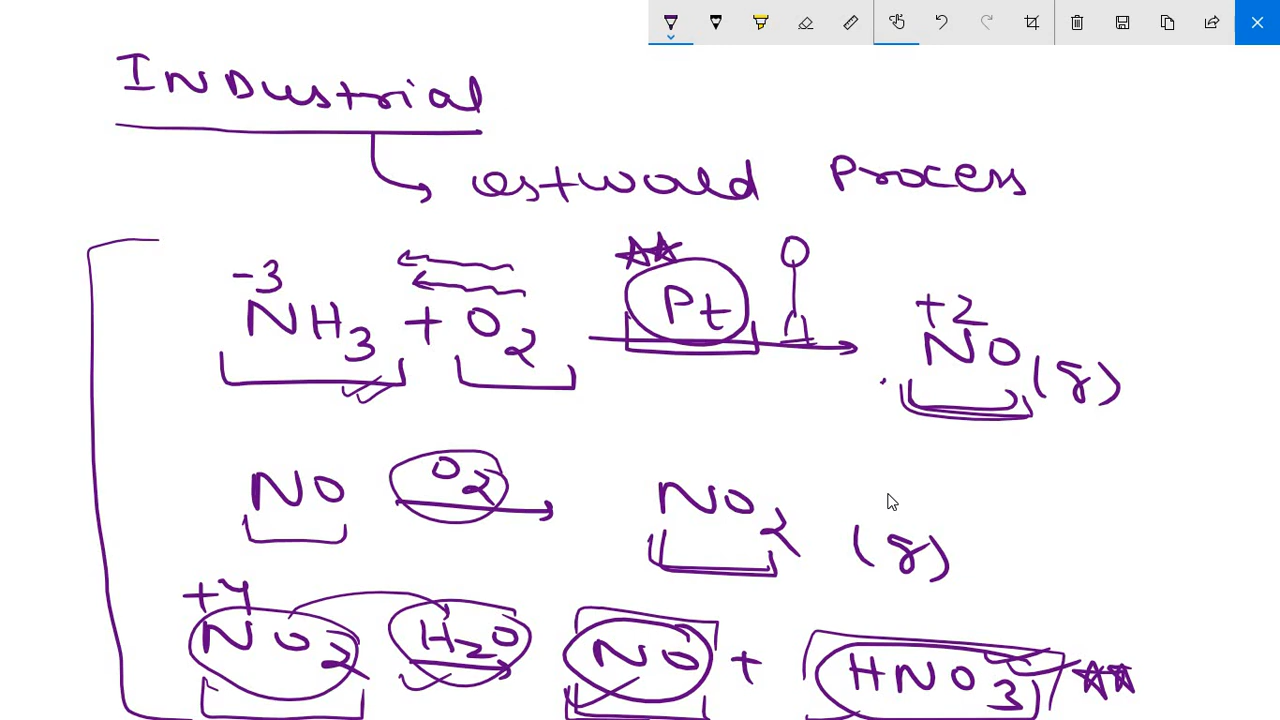 Industrial
ostwald Process
-3 +2
NH3 + O2 Pt NO(g)
NO O2 NO2 (g)
+4
NO2 H2O NO + HNO3